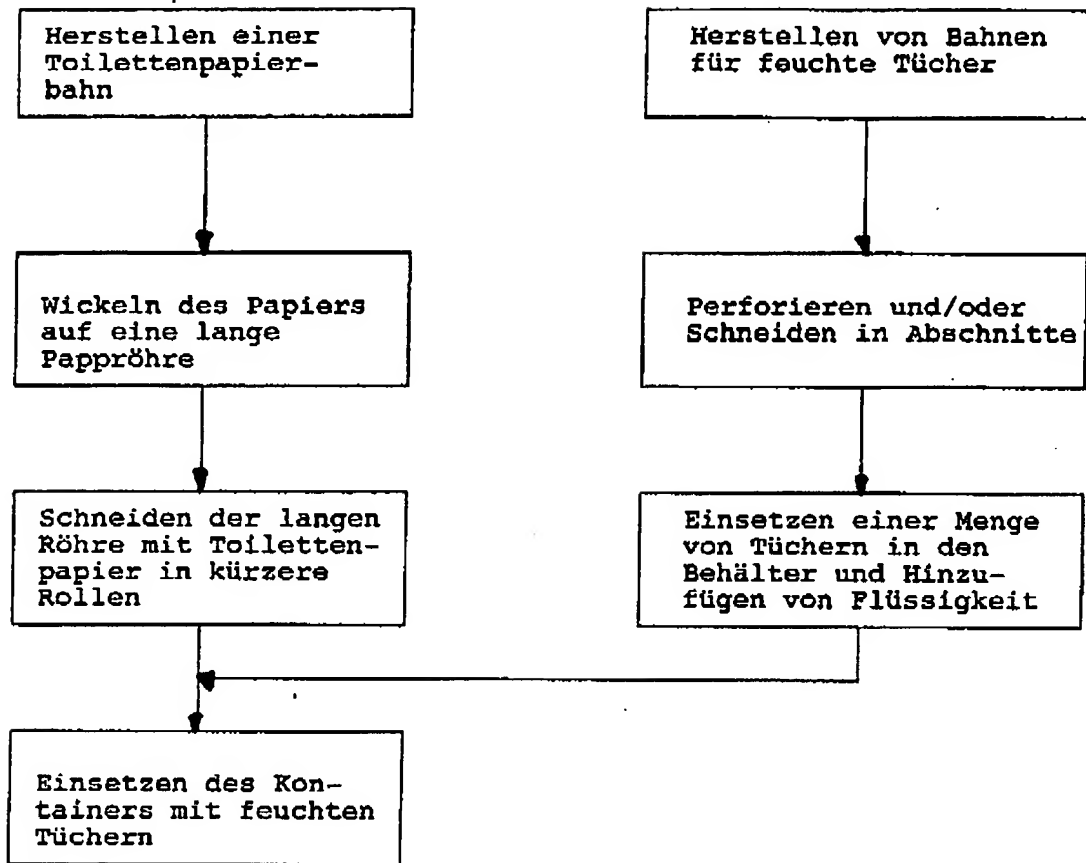 Herstellen einer
Toilettenpapier-
bahn
Wickeln des Papiers
auf eine lange
Pappröhre
Schneiden der langen
Röhre mit Toiletten-
papier in kürzere
Rollen
Herstellen von Bahnen
für feuchte Tücher
Perforieren und/oder
Schneiden in Abschnitte
Einsetzen einer Menge
von Tüchern in den
Behälter und Hinzu-
fügen von Flüssigkeit
Einsetzen des Kon-
tainers mit feuchten
Tüchern